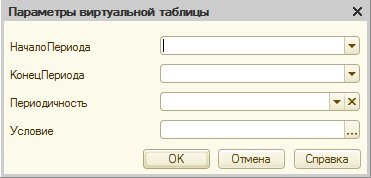 Параметры виртуальной таблицы
НачалоПериода
КонецПериода
Периодичность
Условие
...
OK Отмена Справка